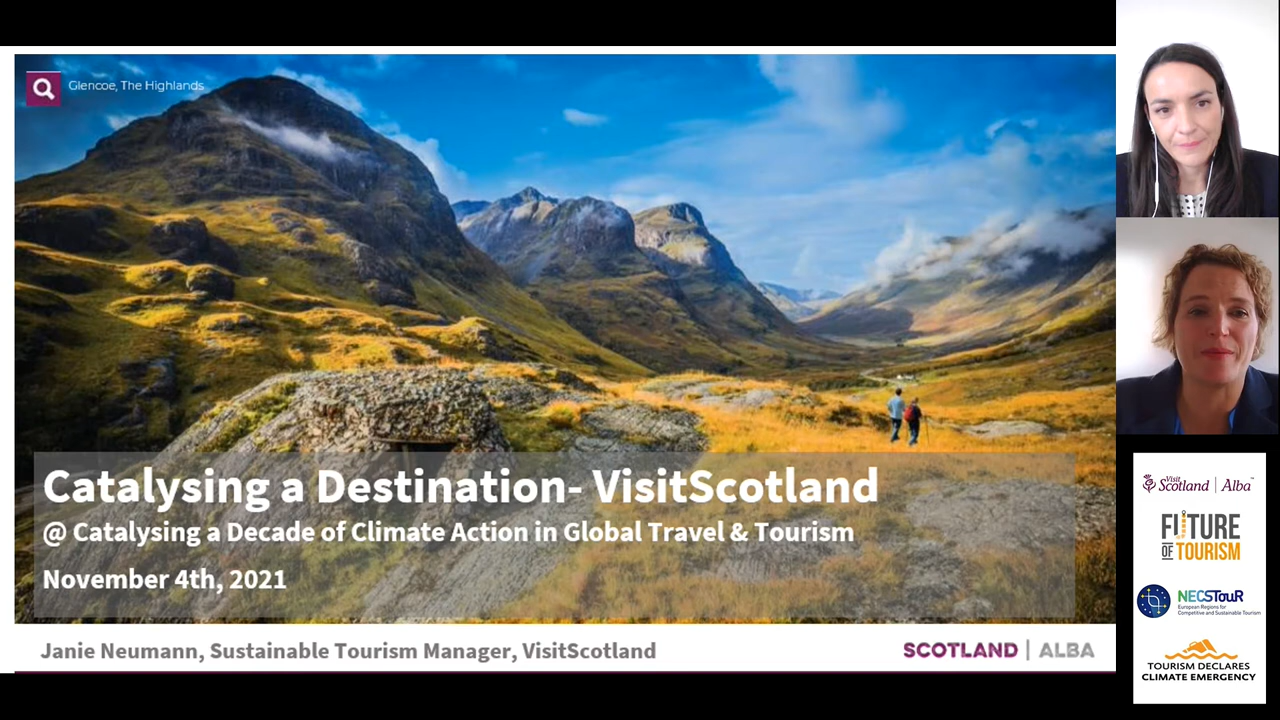 Glencoe, The Highlands
Catalysing a Destination- VisitScotland
@ Catalysing a Decade of Climate Action in Global Travel & Tourism
November 4th, 2021
Janie Neumann, Sustainable Tourism Manager, VisitScotland
SCOTLAND | ALBA
Visit
Scotland | Alba™
FUTURE
OF TOURISM
NECSTouR
European Regions for
Competitive and Sustainable Tourism
TOURISM DECLARES
CLIMATE EMERGENCY